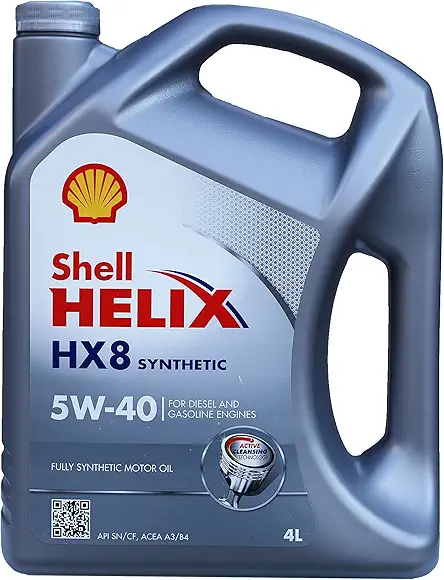 Shell
HELIX
HX8 SYNTHETIC
5W-40
FOR DIESEL AND
GASOLINE ENGINES
ACTIVE
CLEANSING
TECHNOLOGY
FULLY SYNTHETIC MOTOR OIL
API SN/CF, ACEA A3/B4
4L